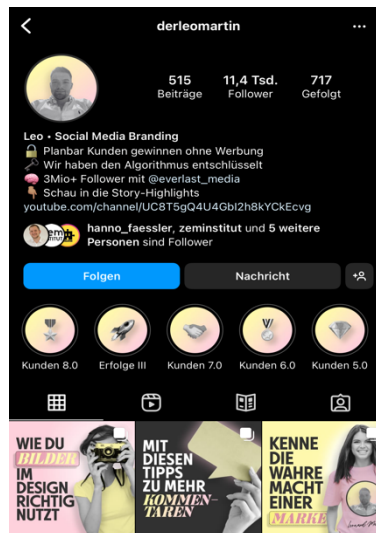 derleomartin
515 11,4 Tsd. 717
Beiträge Follower Gefolgt
Leo • Social Media Branding
Planbar Kunden gewinnen ohne Werbung
Wir haben den Algorithmus entschlüsselt
3Mio+ Follower mit @everlast_media
Schau in die Story-Highlights
youtube.com/channel/UC8T5gQ4U4GbI2h8kYCkEcvg
hanno_faessler, zeminstitut und 5 weitere
Personen sind Follower
Folgen Nachricht
Kunden 8.0 Erfolge III Kunden 7.0 Kunden 6.0 Kunden 5.0
WIE DU
BILDER
IM
DESIGN
RICHTIG
NUTZT
MIT
DIESEN
TIPPS
ZU MEHR
KOMMEN-
TAREN
KENNE
DIE
WAHRE
MACHT
EINER
MARKE